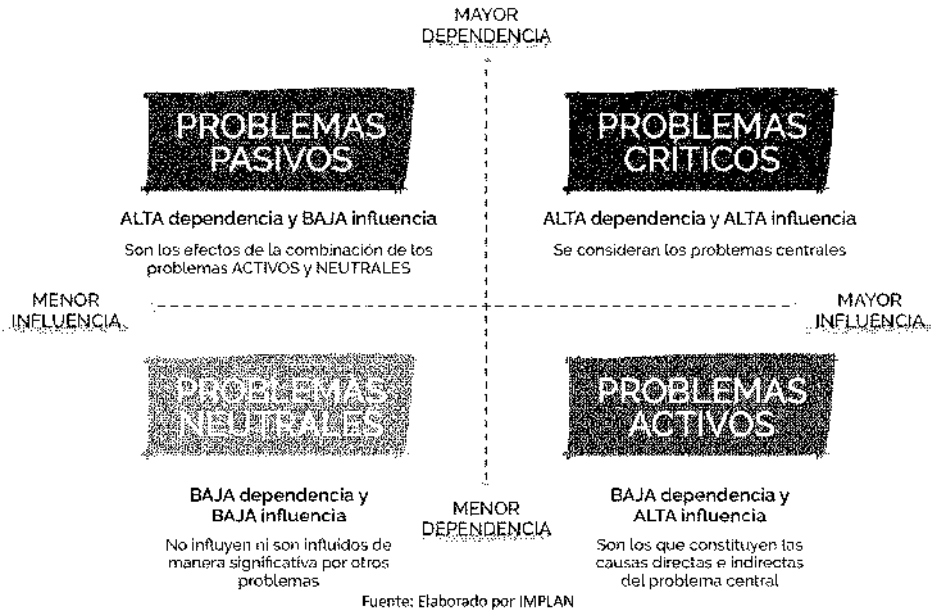 MAYOR
DEPENDENCIA
PROBLEMAS
PASIVOS
ALTA dependencia y BAJA influencia
Son los efectos de la combinación de los
problemas ACTIVOS y NEUTRALES
PROBLEMAS
CRÍTICOS
ALTA dependencia y ALTA influencia
Se consideran los problemas centrales
MENOR
INFLUENCIA
MAYOR
INFLUENCIA
PROBLEMAS
NEUTRALES
BAJA dependencia y
BAJA influencia
No influyen ni son influidos de
manera significativa por otros
problemas
PROBLEMAS
ACTIVOS
BAJA dependencia y
ALTA influencia
Son los que constituyen las
causas directas e indirectas
del problema central
MENOR
DEPENDENCIA
Fuente: Elaborado por IMPLAN